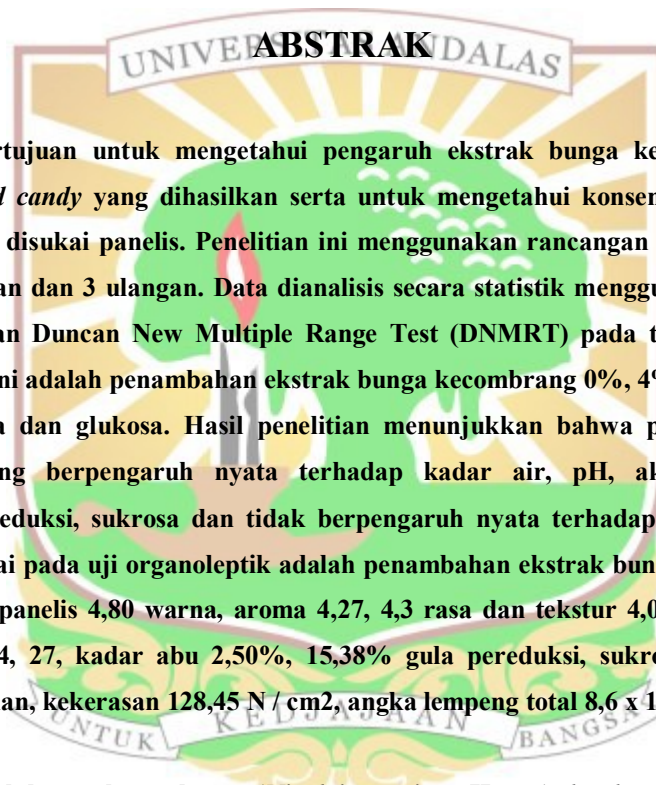 UNIVERSITAS ANDALAS
ABSTRAK
rtujuan untuk mengetahui pengaruh ekstrak bunga ke
d candy yang dihasilkan serta untuk mengetahui konsen
disukai panelis. Penelitian ini menggunakan rancangan
an dan 3 ulangan. Data dianalisis secara statistik menggu
an Duncan New Multiple Range Test (DNMRT) pada t
ni adalah penambahan ekstrak bunga kecombrang 0%, 4%
a dan glukosa. Hasil penelitian menunjukkan bahwa p
ng berpengaruh nyata terhadap kadar air, pH, ak
eduksi, sukrosa dan tidak berpengaruh nyata terhadap
ai pada uji organoleptik adalah penambahan ekstrak bun
panelis 4,80 warna, aroma 4,27, 4,3 rasa dan tekstur 4,0
4, 27, kadar abu 2,50%, 15,38% gula pereduksi, sukro
an, kekerasan 128,45 N / cm2, angka lempeng total 8,6 x 1
UNTUK KEDJAJAAN BANGSA